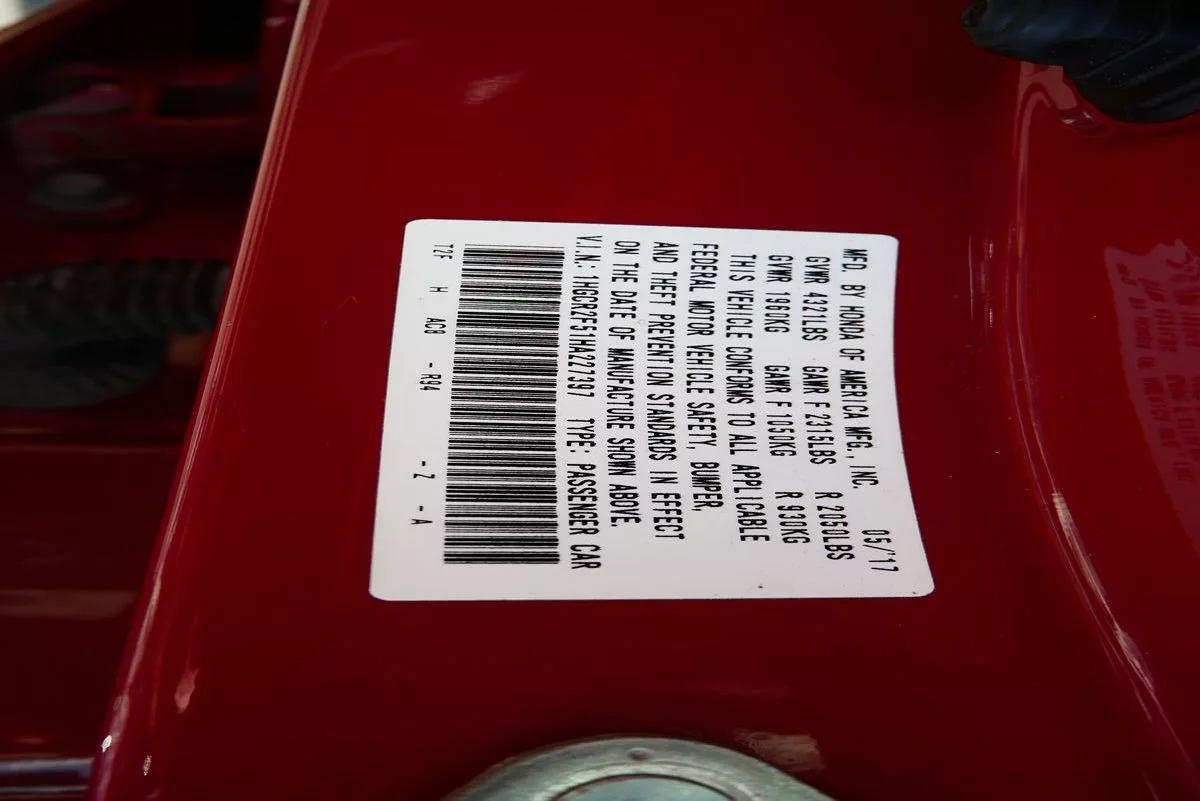 MFD. BY HONDA OF AMERICA MFG., INC. 05/'17
GVWR 4321LBS GAWR F 2315LBS R 2050LBS
GVWR 1960KG GAWR F 1050KG R 930KG
THIS VEHICLE CONFORMS TO ALL APPLICABLE
FEDERAL MOTOR VEHICLE SAFETY, BUMPER,
AND THEFT PREVENTION STANDARDS IN EFFECT
ON THE DATE OF MANUFACTURE SHOWN ABOVE.
V.I.N.: 1HGCR2F51HA227397 TYPE: PASSENGER CAR
T2F H AC0 - R94 - Z - A